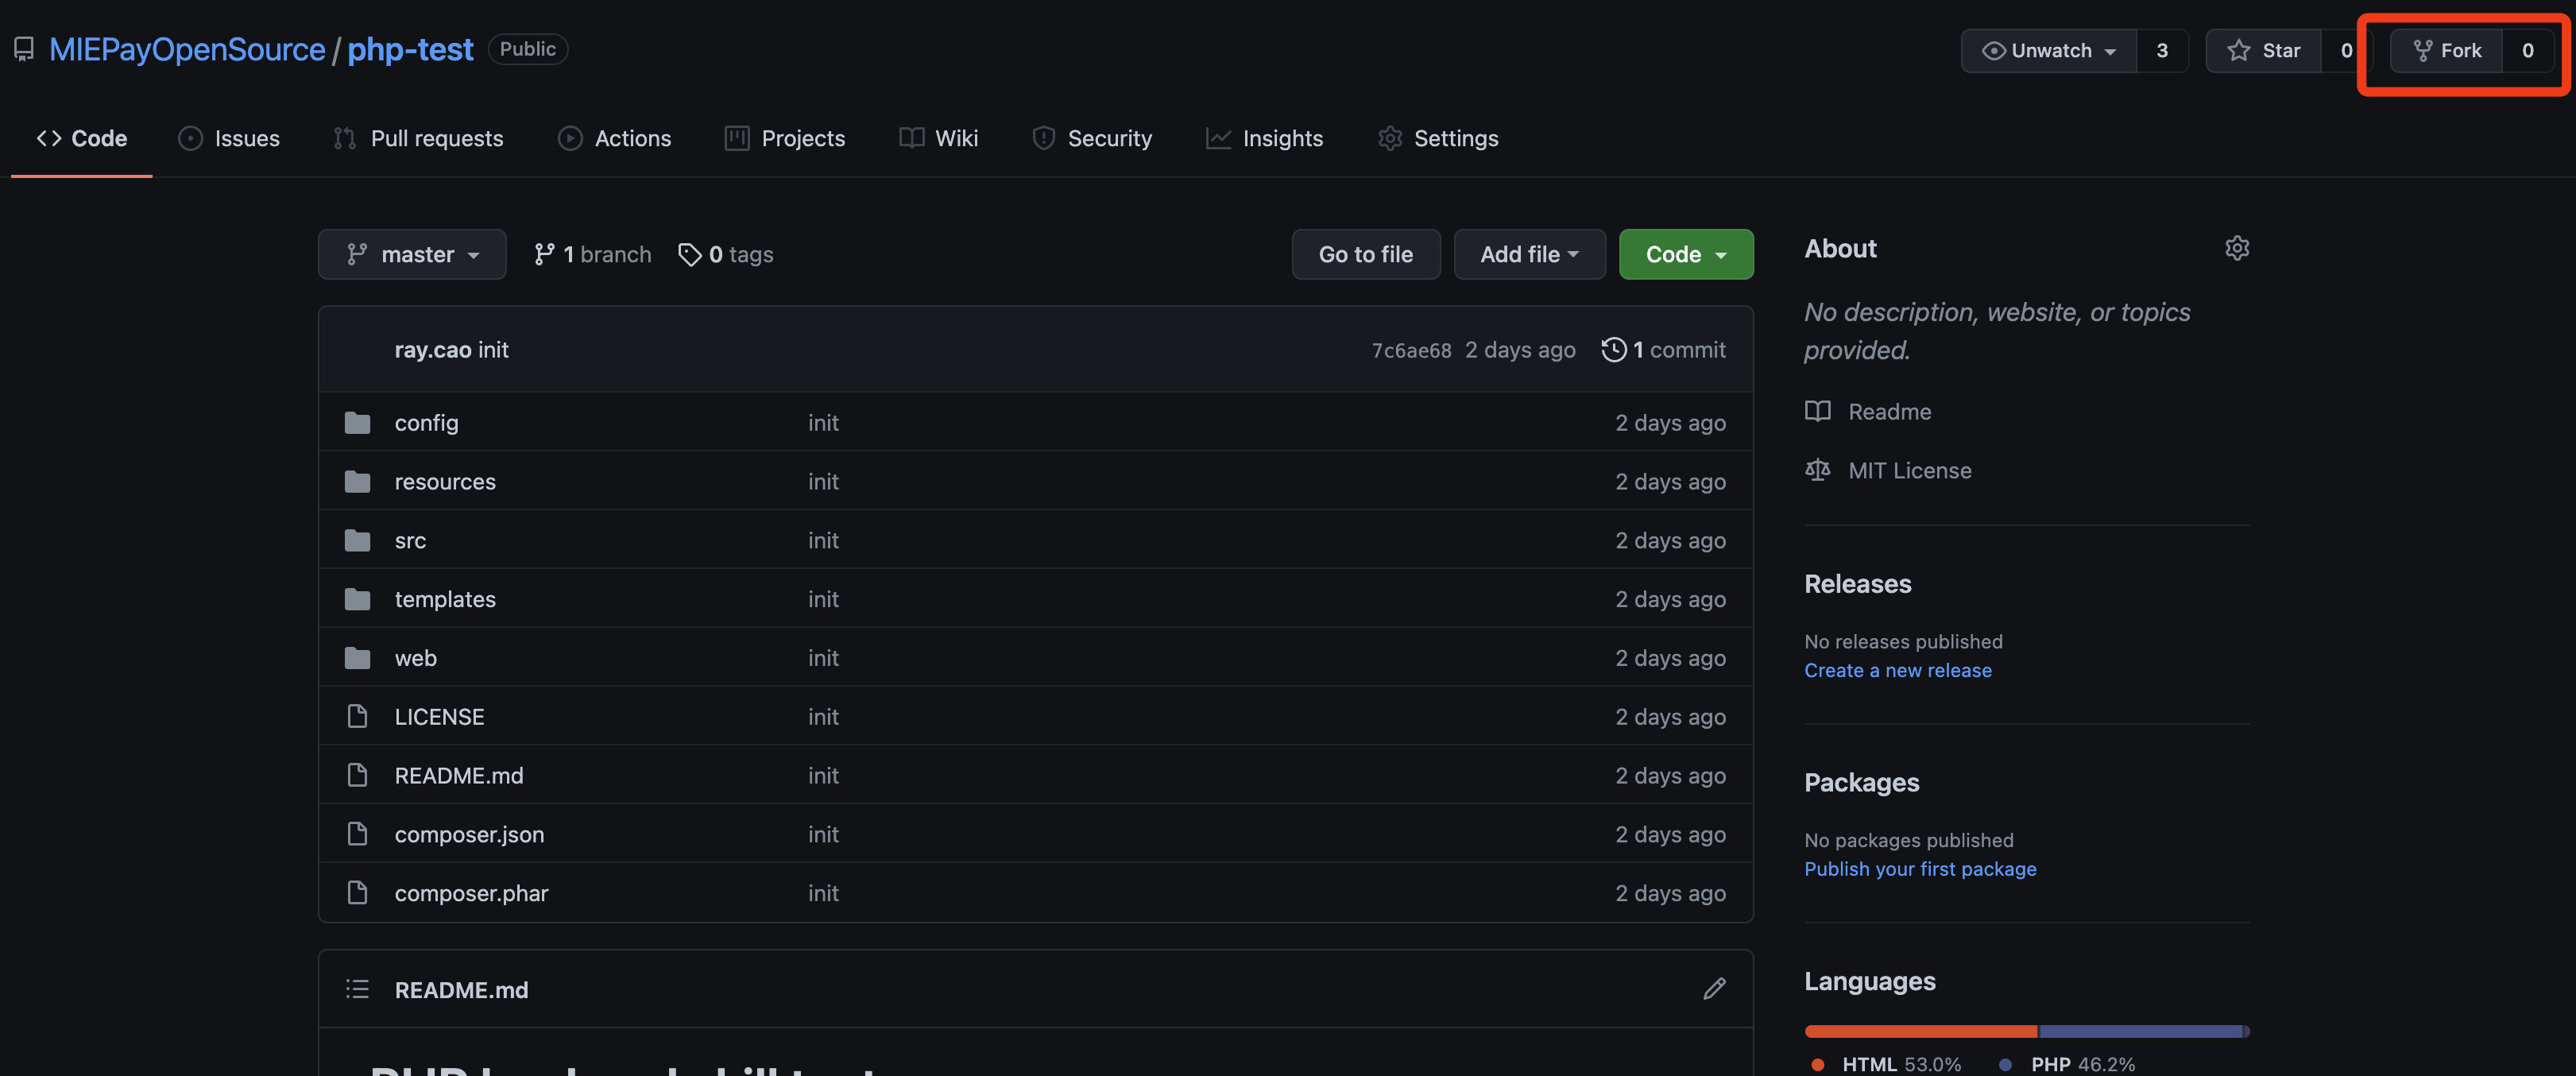 MIEPayOpenSource / php-test Public Unwatch 3 Star 0 Fork 0
Code Issues Pull requests Actions Projects Wiki Security Insights Settings
master 1 branch 0 tags Go to file Add file Code
ray.cao init 7c6ae68 2 days ago 1 commit
config init 2 days ago
resources init 2 days ago
src init 2 days ago
templates init 2 days ago
web init 2 days ago
LICENSE init 2 days ago
README.md init 2 days ago
composer.json init 2 days ago
composer.phar init 2 days ago
README.md
About
No description, website, or topics
provided.
Readme
MIT License
Releases
No releases published
Create a new release
Packages
No packages published
Publish your first package
Languages
HTML 53.0% PHP 46.2%